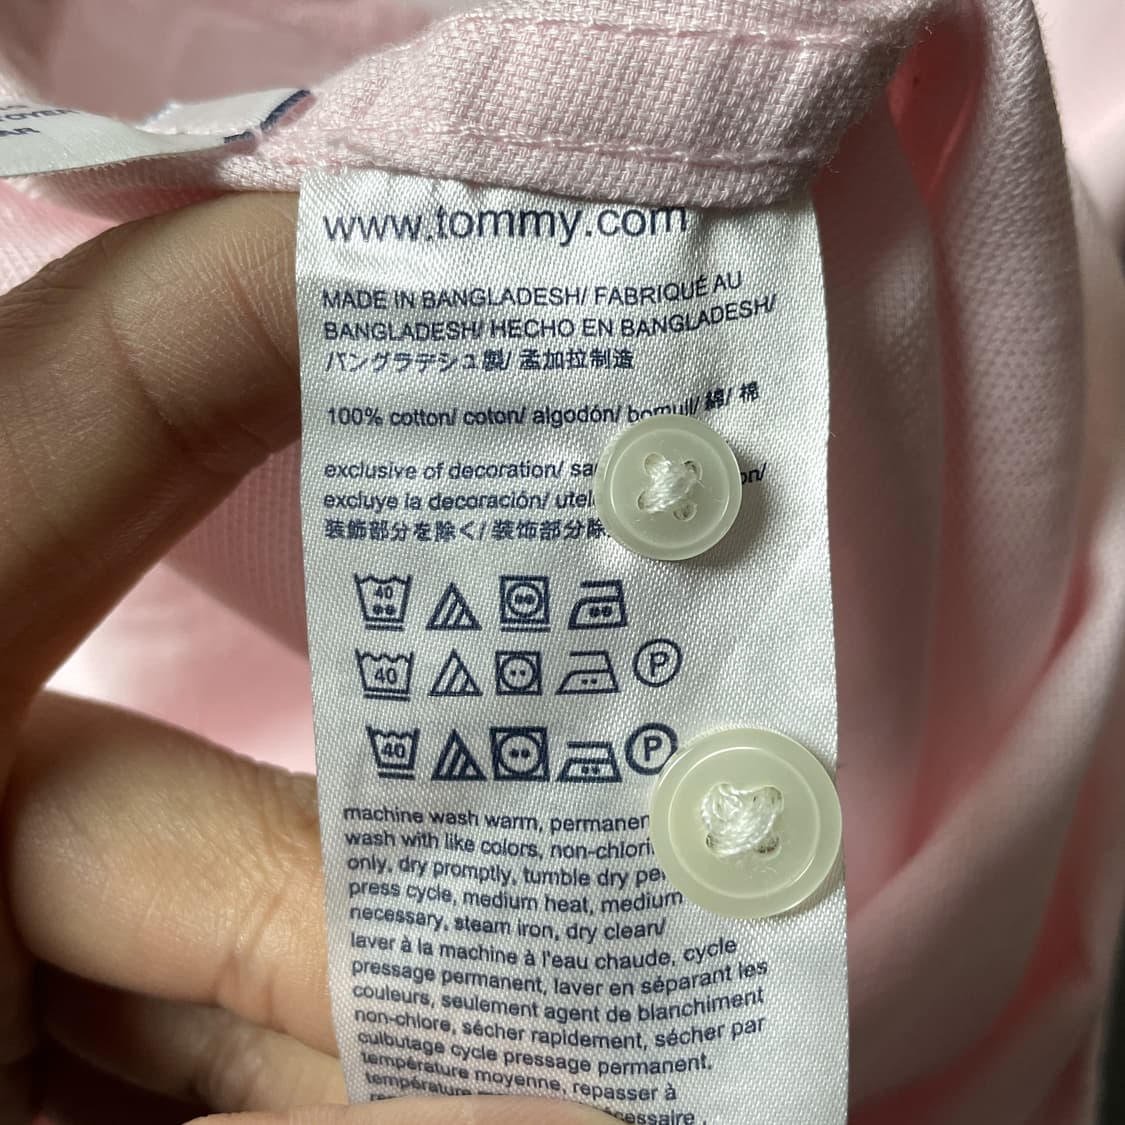 www.tommy.com
MADE IN BANGLADESH/ FABRIQUÉ AU
BANGLADESH/ HECHO EN BANGLADESH/
バングラデシュ製/ 孟加拉制造
100% cotton/ coton/ algodón/ bomull/ 綿/ 棉
exclusive of decoration/
excluye la decoración/
装飾部分を除く/ 装饰部分除
40
40 P
40 P
machine wash warm,
wash with like colors,
only, dry promptly, tumble dry
press cycle, medium heat, medium
necessary, steam iron, dry clean/
laver à la machine à l'eau chaude, cycle
pressage permanent, laver en séparant les
couleurs, seulement agent de blanchiment
non-chlore, sécher rapidement, sécher par
culbutage cycle pressage permanent,
température moyenne, repasser à
température